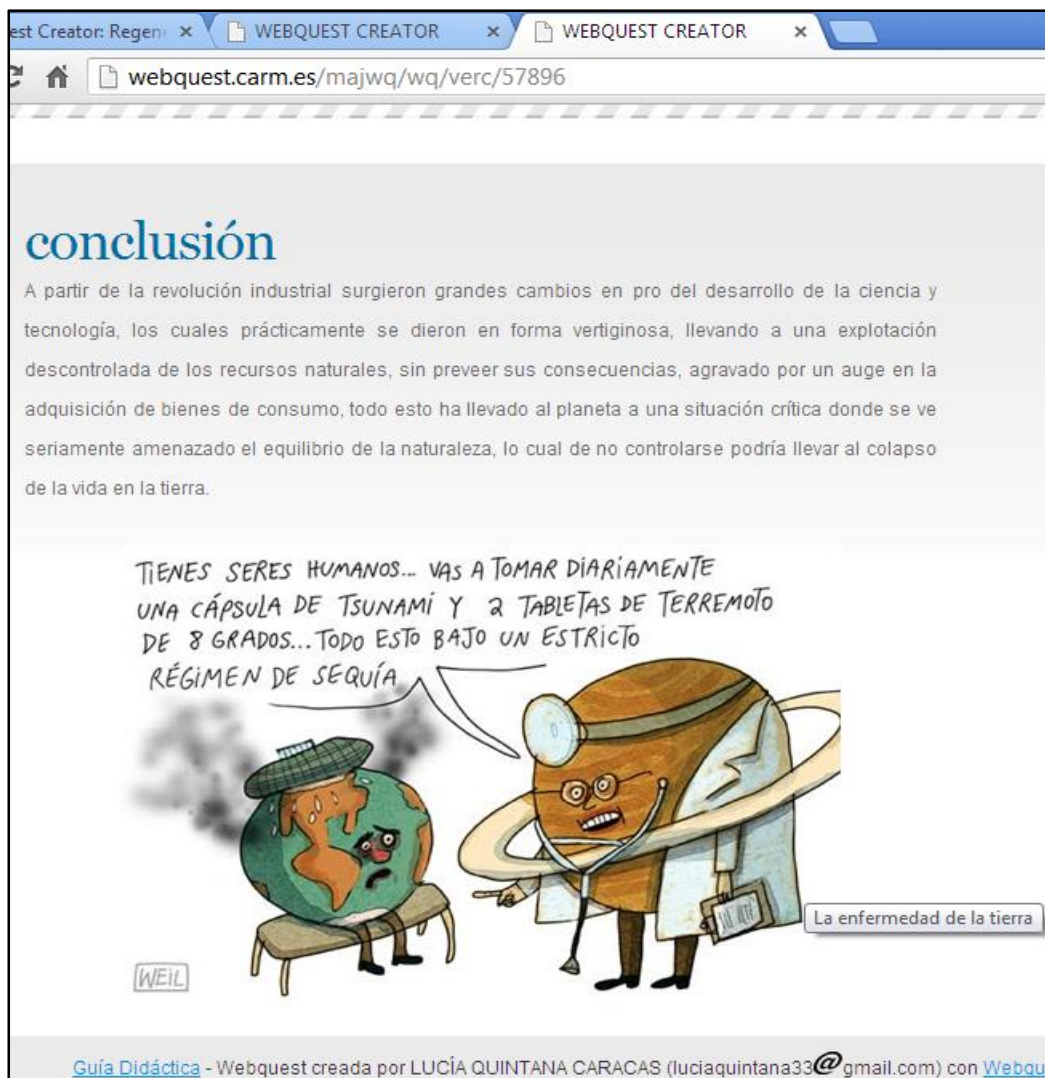 est Creator: Regen
WEBQUEST CREATOR
WEBQUEST CREATOR
webquest.carm.es/majwq/wq/verc/57896
conclusión
A partir de la revolución industrial surgieron grandes cambios en pro del desarrollo de la ciencia y
tecnología, los cuales prácticamente se dieron en forma vertiginosa, llevando a una explotación
descontrolada de los recursos naturales, sin preveer sus consecuencias, agravado por un auge en la
adquisición de bienes de consumo, todo esto ha llevado al planeta a una situación crítica donde se ve
seriamente amenazado el equilibrio de la naturaleza, lo cual de no controlarse podría llevar al colapso
de la vida en la tierra.
TIENES SERES HUMANOS... VAS A TOMAR DIARIAMENTE
UNA CÁPSULA DE TSUNAMI Y 2 TABLETAS DE TERREMOTO
DE 8 GRADOS... TODO ESTO BAJO UN ESTRICTO
RÉGIMEN DE SEQUÍA
La enfermedad de la tierra
WEIL
Guía Didáctica - Webquest creada por LUCÍA QUINTANA CARACAS (luciaquintana33@gmail.com) con Webqu